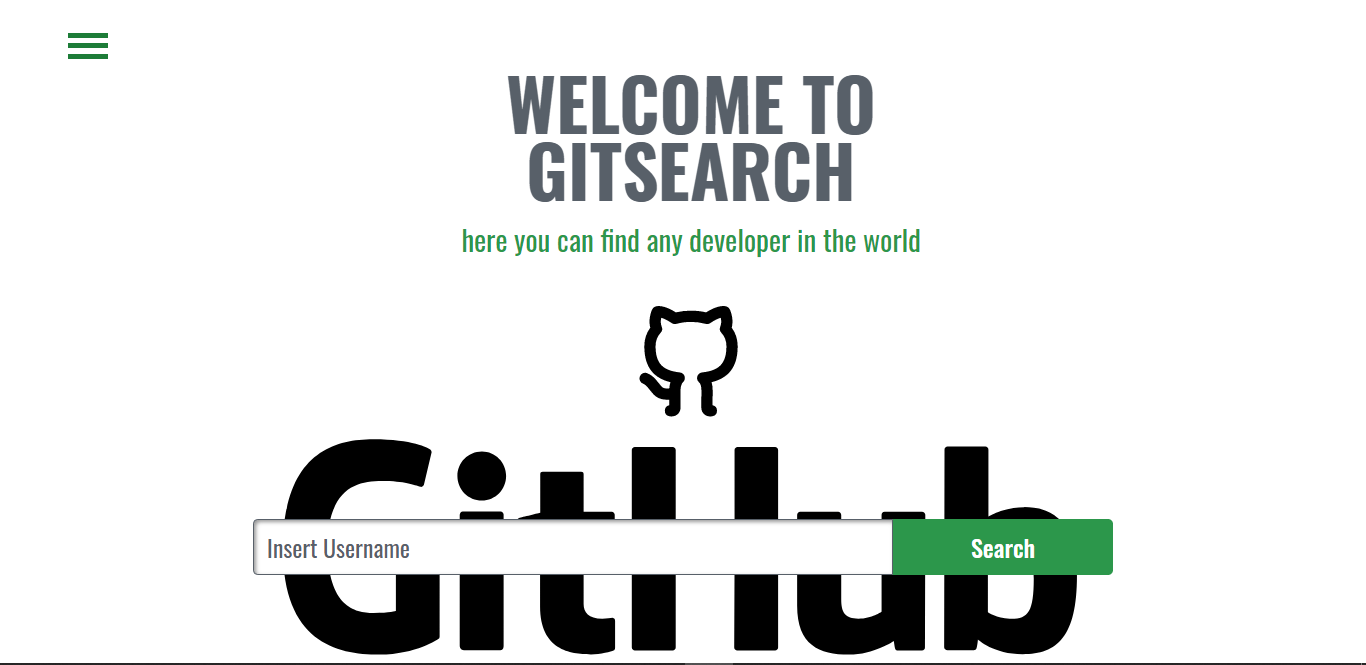 WELCOME TO
GITSEARCH
here you can find any developer in the world
GitHub
Insert Username
Search